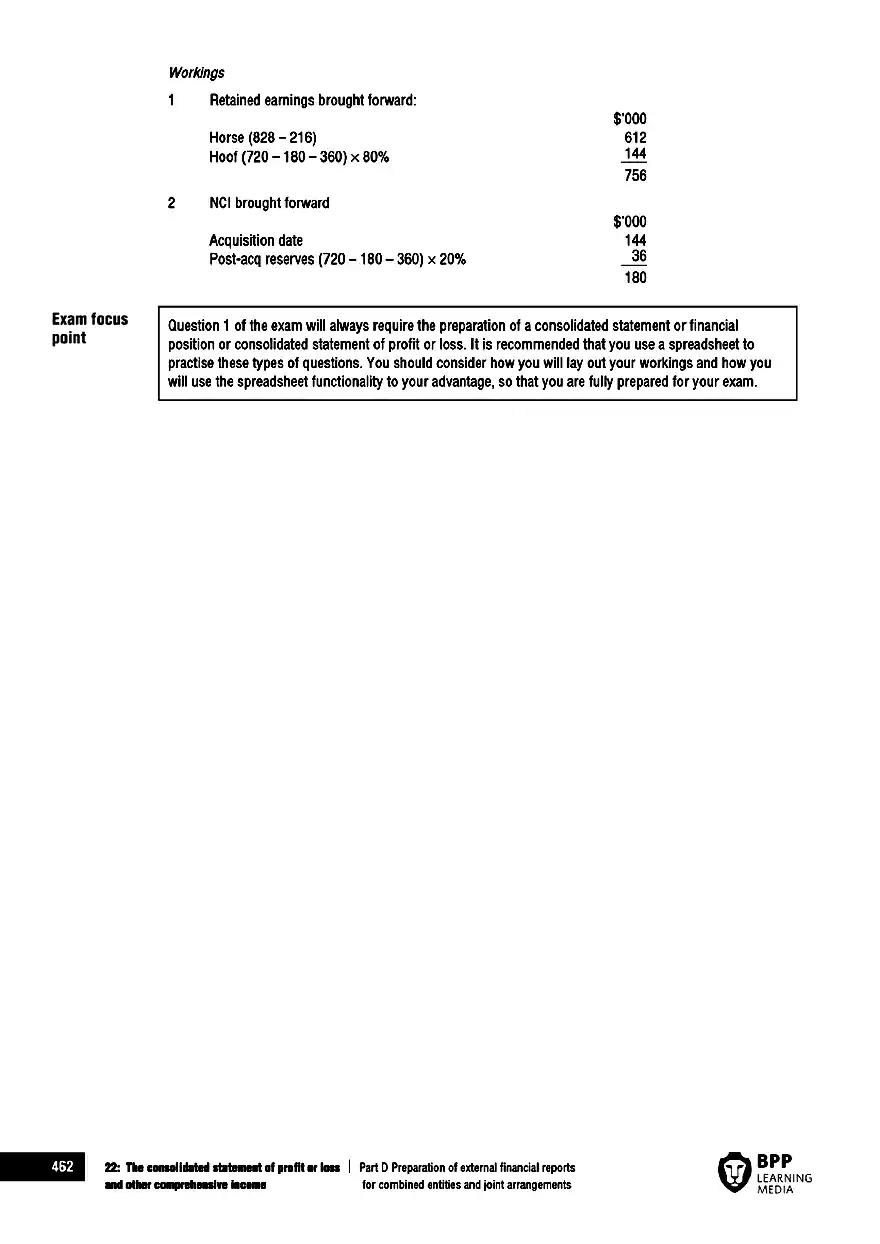 Workings
1 Retained earnings brought forward:
$'000
Horse (828 – 216) 612
Hoof (720 – 180 – 360) × 80% 144
756
2 NCI brought forward
$'000
Acquisition date 144
Post-acq reserves (720 – 180 – 360) × 20% 36
180
Exam focus
point
Question 1 of the exam will always require the preparation of a consolidated statement or financial
position or consolidated statement of profit or loss. It is recommended that you use a spreadsheet to
practise these types of questions. You should consider how you will lay out your workings and how you
will use the spreadsheet functionality to your advantage, so that you are fully prepared for your exam.
462 22: The consolidated statement of profit or loss | Part D Preparation of external financial reports
and other comprehensive income for combined entities and joint arrangements
BPP
LEARNING
MEDIA